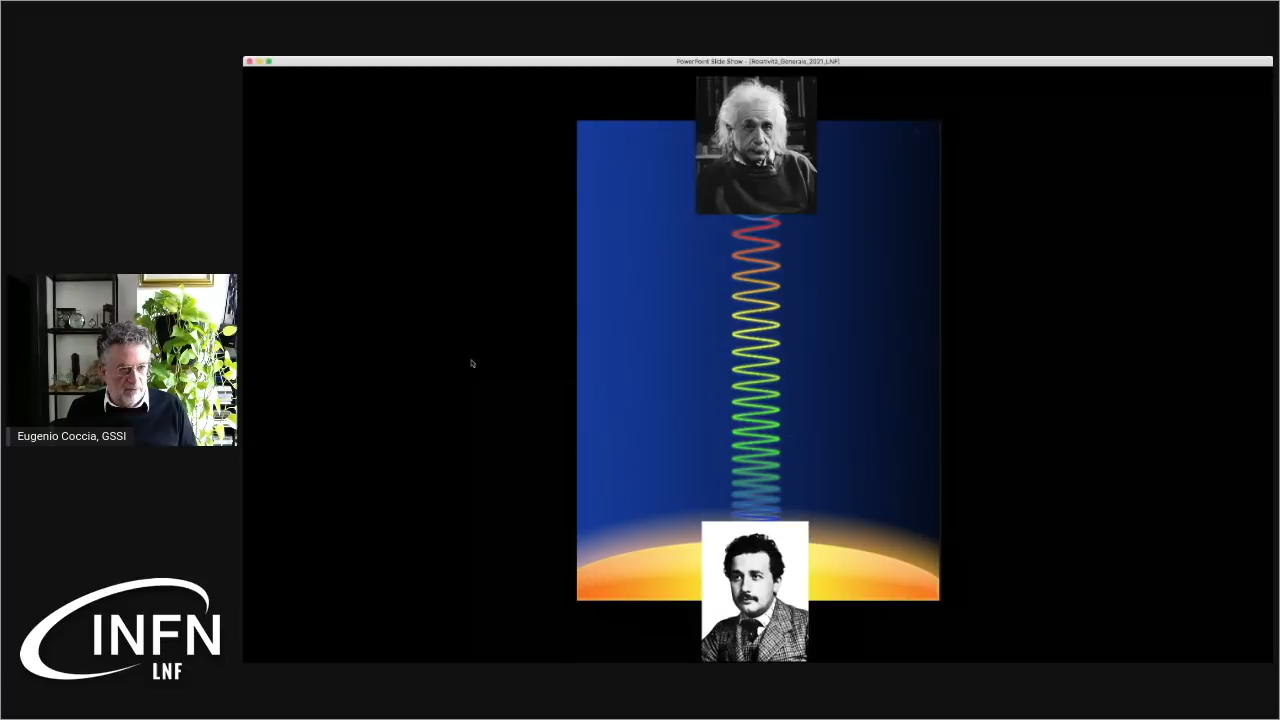 PowerPoint Slide Show - [Relatività_Generale_2021_LNF]
Eugenio Coccia, GSSI
INFN
LNF